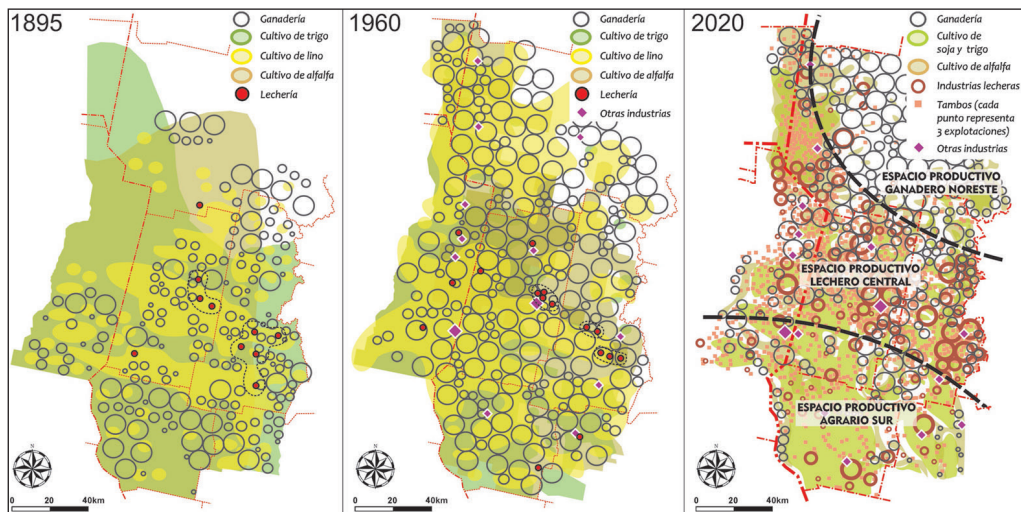 1895
Ganadería
Cultivo de trigo
Cultivo de lino
Cultivo de alfalfa
Lechería
N
0 20 40km
1960
Ganadería
Cultivo de trigo
Cultivo de lino
Cultivo de alfalfa
Lechería
Otras industrias
N
0 20 40km
2020
Ganadería
Cultivo de
soja y trigo
Cultivo de alfalfa
Industrias lecheras
Tambos (cada
punto representa
3 explotaciones)
Otras industrias
ESPACIO PRODUCTIVO
GANADERO NORESTE
ESPACIO PRODUCTIVO
LECHERO CENTRAL
ESPACIO PRODUCTIVO
AGRARIO SUR
N
0 20 40km